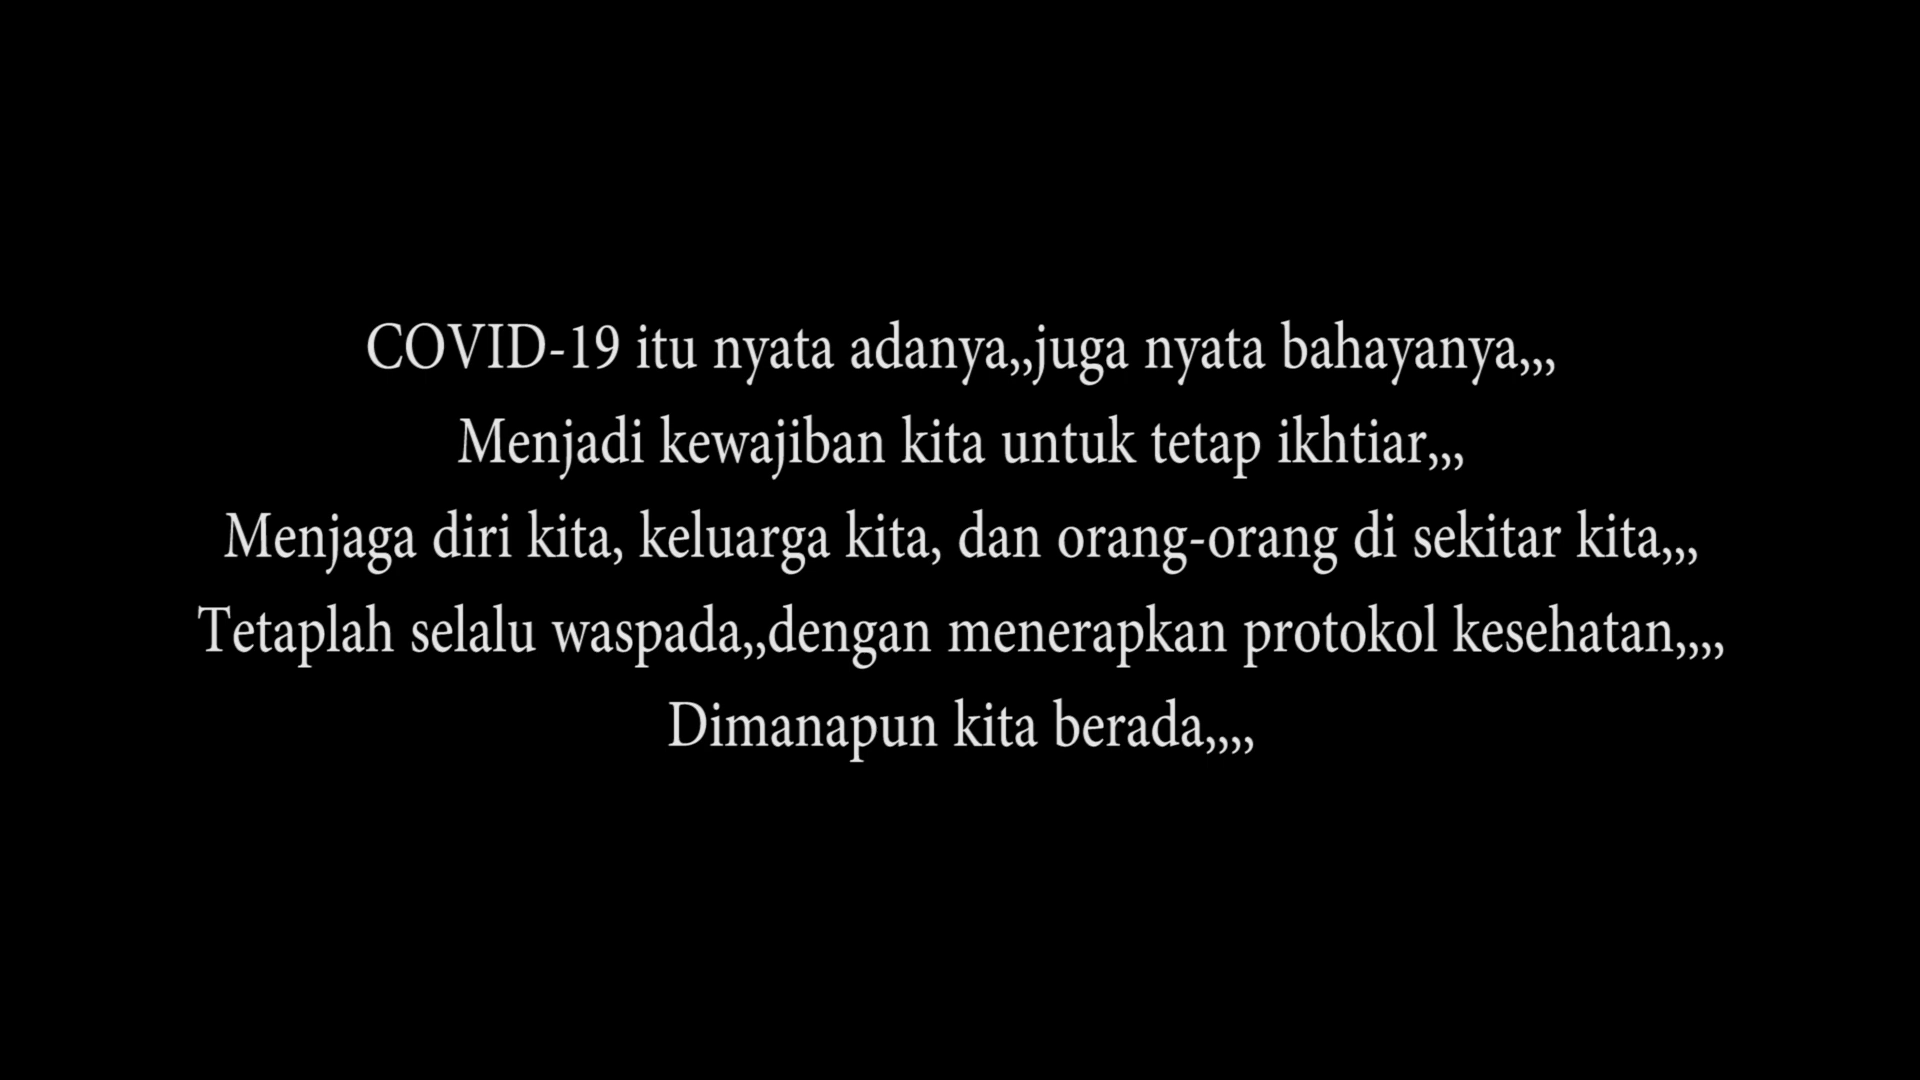 COVID-19 itu nyata adanya,,juga nyata bahayanya,,,
Menjadi kewajiban kita untuk tetap ikhtiar,,,
Menjaga diri kita, keluarga kita, dan orang-orang di sekitar kita,,,
Tetaplah selalu waspada,,dengan menerapkan protokol kesehatan,,,,
Dimanapun kita berada,,,,